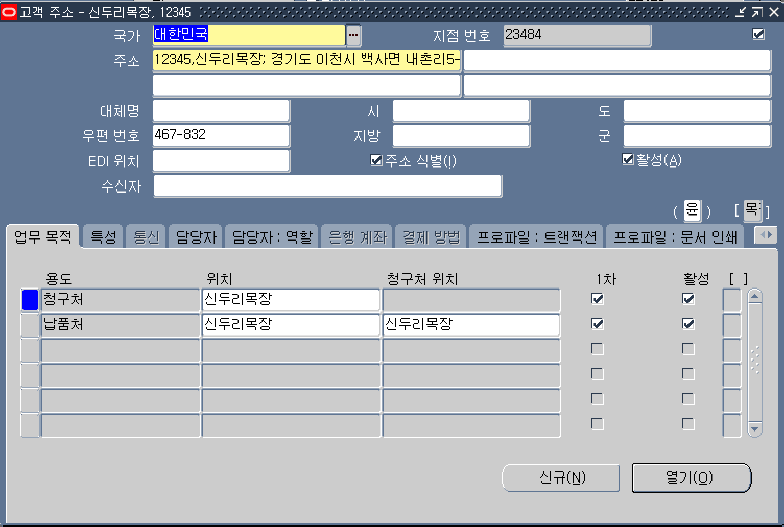 고객 주소 - 신두리목장, 12345
국가 대한민국 ... 지점 번호 23484
주소 12345,신두리목장; 경기도 이천시 백사면 내촌리5-
대체명 시 도
우편 번호 467-832 지방 군
EDI 위치 주소 식별(I) 활성(A)
수신자
( 윤 ) [ 목 ]
업무 목적 특성 통신 담당자 담당자 : 역할 은행 계좌 결제 방법 프로파일 : 트랜잭션 프로파일 : 문서 인쇄
용도 위치 청구처 위치 1차 활성 [ ]
청구처 신두리목장
납품처 신두리목장 신두리목장
신규(N) 열기(O)